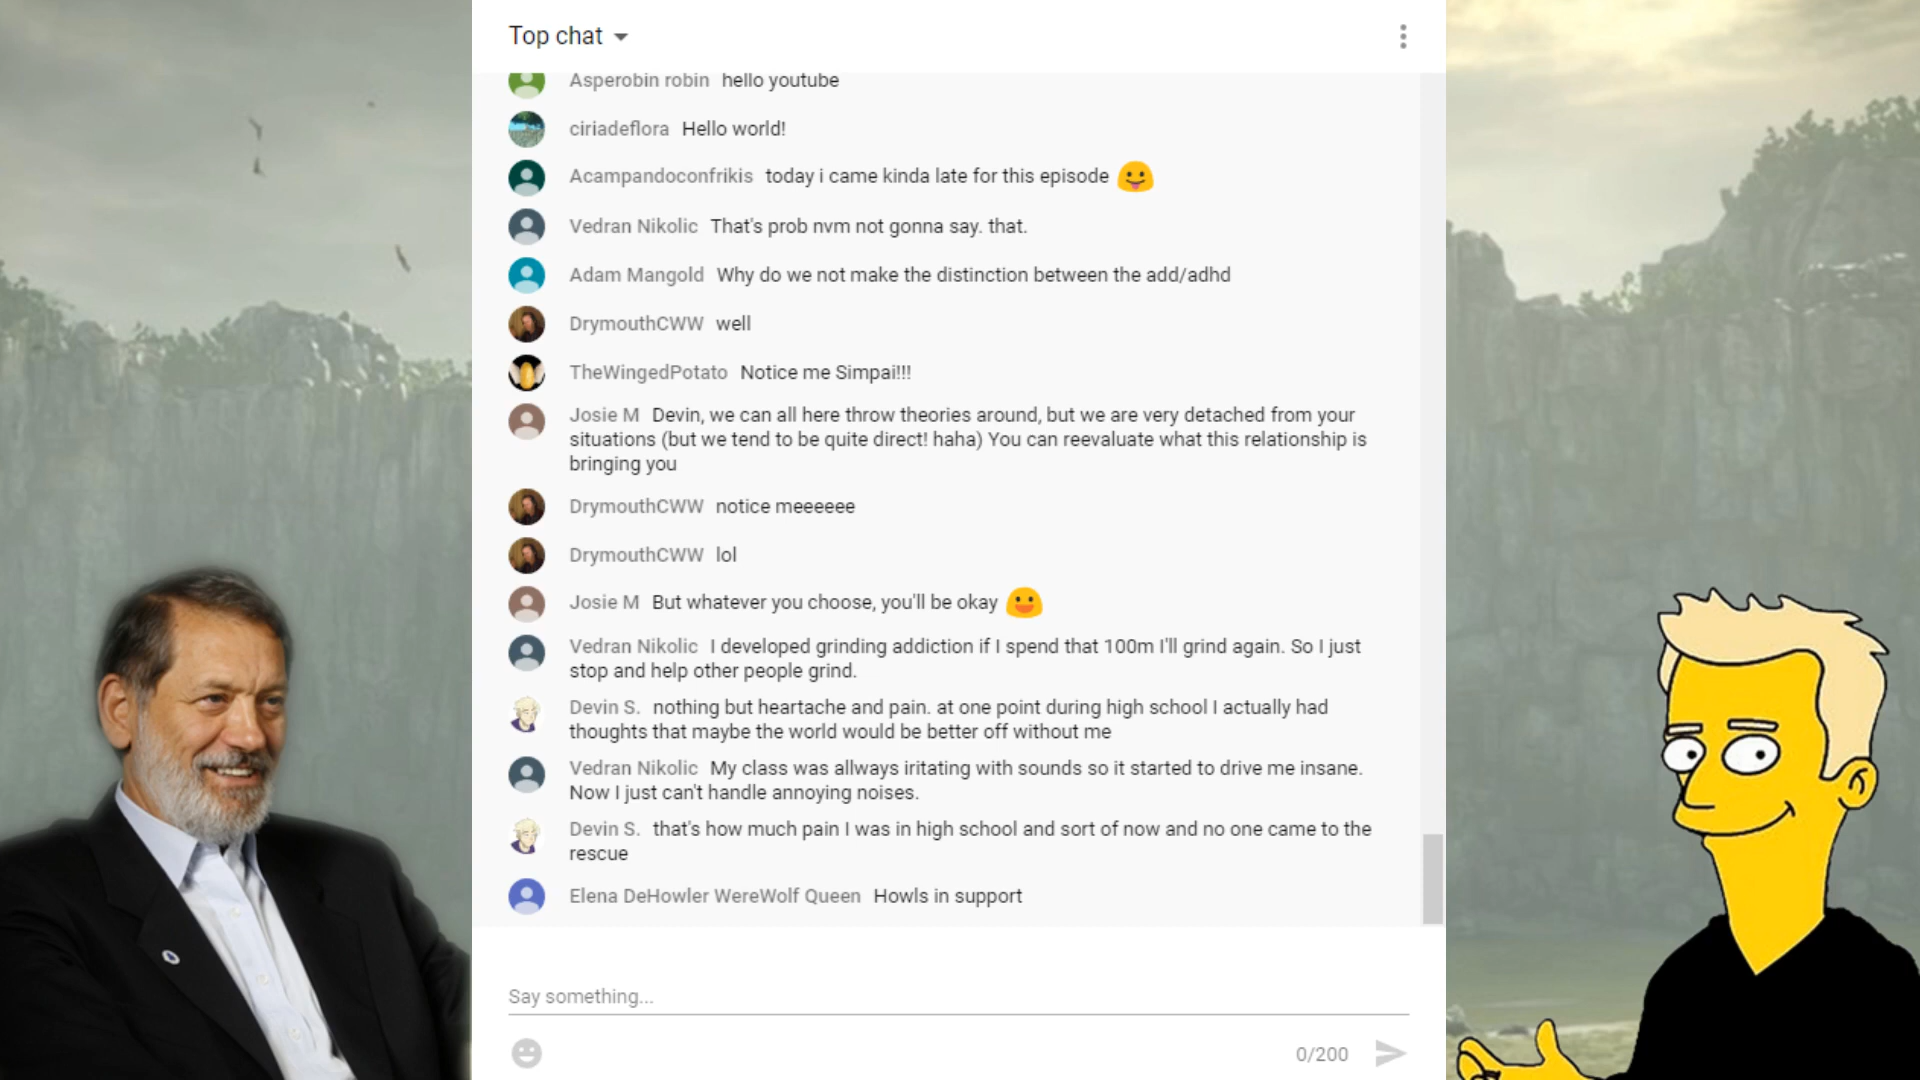 Top chat
Asperobin robin hello youtube
ciriadeflora Hello world!
Acampandoconfrikis today i came kinda late for this episode 😛
Vedran Nikolic That's prob nvm not gonna say. that.
Adam Mangold Why do we not make the distinction between the add/adhd
DrymouthCWW well
TheWingedPotato Notice me Simpai!!!
Josie M Devin, we can all here throw theories around, but we are very detached from your
situations (but we tend to be quite direct! haha) You can reevaluate what this relationship is
bringing you
DrymouthCWW notice meeeeee
DrymouthCWW lol
Josie M But whatever you choose, you'll be okay 😃
Vedran Nikolic I developed grinding addiction if I spend that 100m I'll grind again. So I just
stop and help other people grind.
Devin S. nothing but heartache and pain. at one point during high school I actually had
thoughts that maybe the world would be better off without me
Vedran Nikolic My class was allways iritating with sounds so it started to drive me insane.
Now I just can't handle annoying noises.
Devin S. that's how much pain I was in high school and sort of now and no one came to the
rescue
Elena DeHowler WereWolf Queen Howls in support
Say something...
0/200